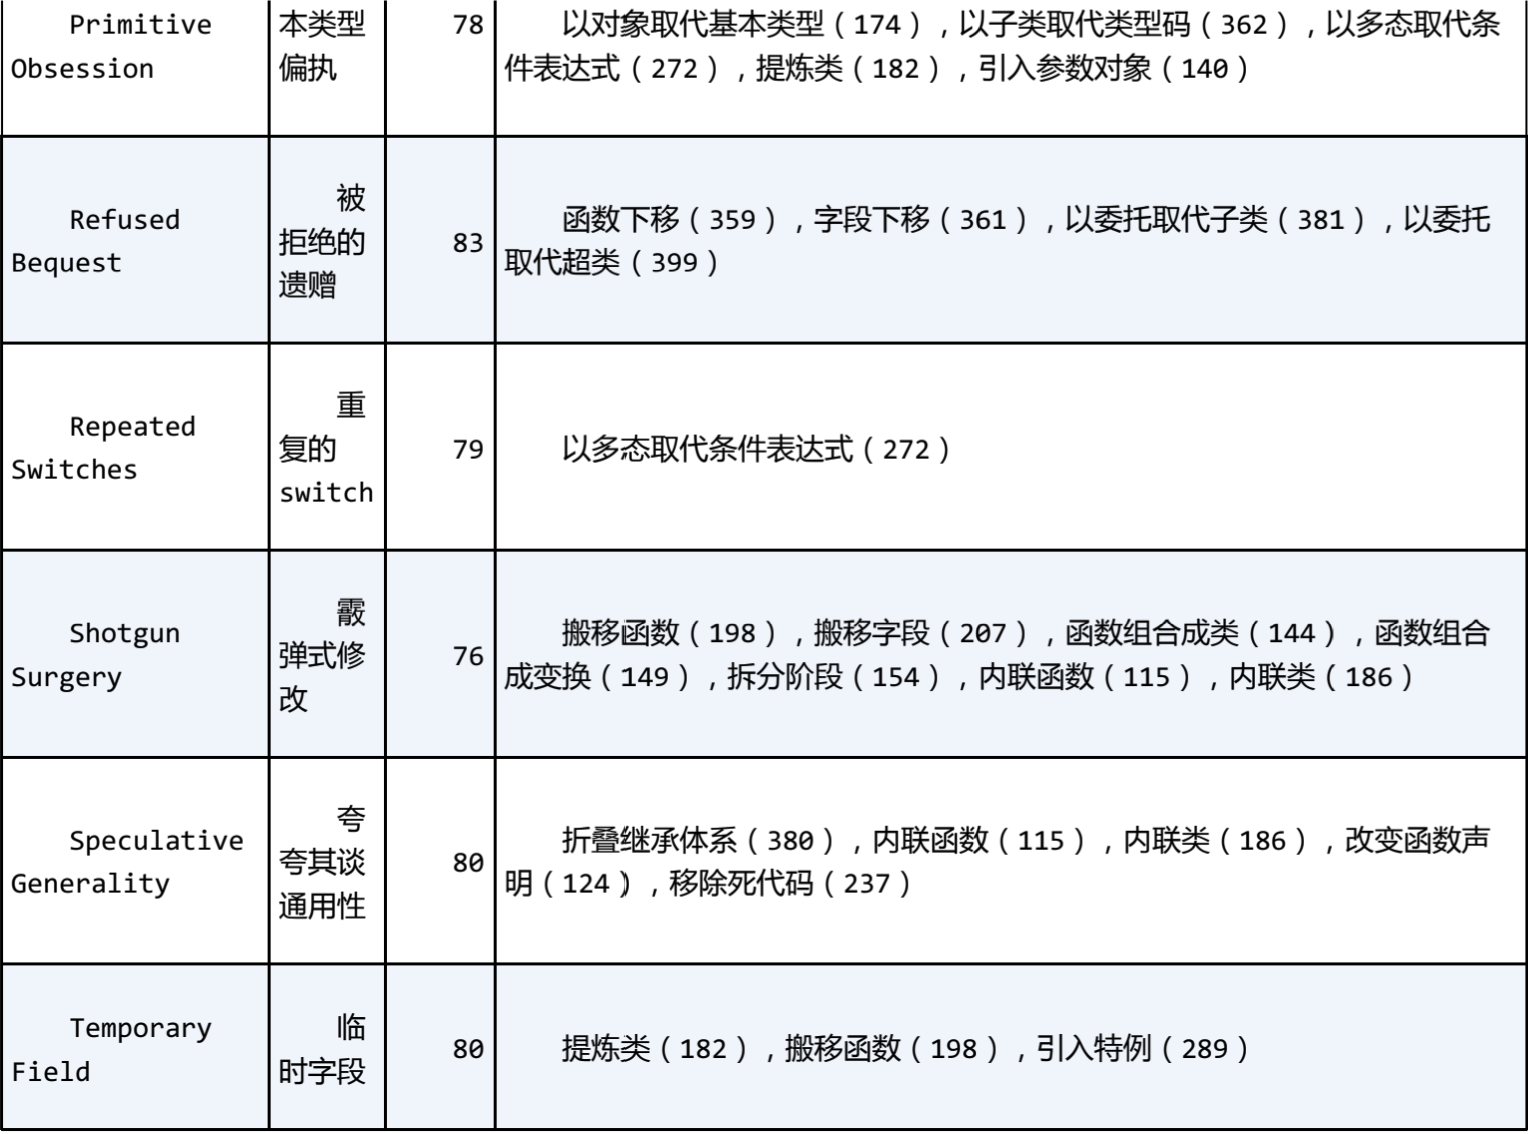 Primitive
Obsession
本类型
偏执
78
以对象取代基本类型(174),以子类取代类型码(362),以多态取代条
件表达式(272),提炼类(182),引入参数对象(140)
Refused
Bequest
被
拒绝的
遗赠
83
函数下移(359),字段下移(361),以委托取代子类(381),以委托
取代超类(399)
Repeated
Switches
重
复的
switch
79
以多态取代条件表达式(272)
Shotgun
Surgery
霰
弹式修
改
76
搬移函数(198),搬移字段(207),函数组合成类(144),函数组合
成变换(149),拆分阶段(154),内联函数(115),内联类(186)
Speculative
Generality
夸
夸其谈
通用性
80
折叠继承体系(380),内联函数(115),内联类(186),改变函数声
明(124),移除死代码(237)
Temporary
Field
临
时字段
80
提炼类(182),搬移函数(198),引入特例(289)